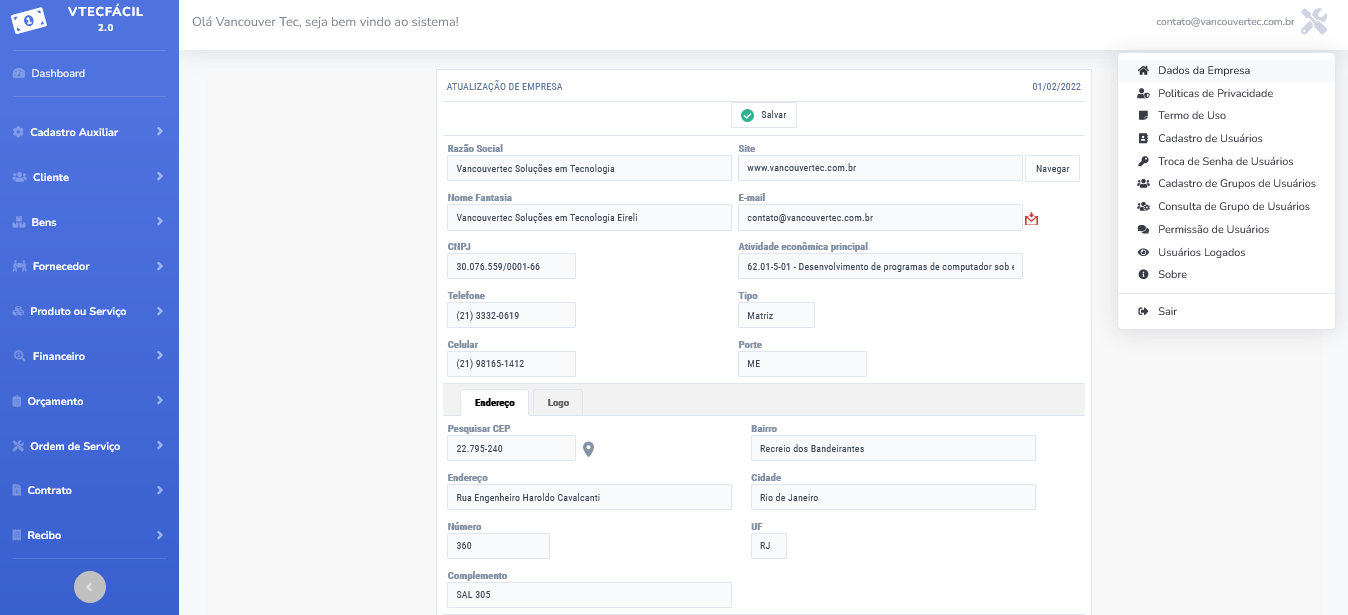 VTECFÁCIL
2.0
Olá Vancouver Tec, seja bem vindo ao sistema!
contato@vancouvertec.com.br
Dashboard
Cadastro Auxiliar
Cliente
Bens
Fornecedor
Produto ou Serviço
Financeiro
Orçamento
Ordem de Serviço
Contrato
Recibo
ATUALIZAÇÃO DE EMPRESA
01/02/2022
Salvar
Razão Social
Site
Vancouvertec Soluções em Tecnologia
www.vancouvertec.com.br
Navegar
Nome Fantasia
E-mail
Vancouvertec Soluções em Tecnologia Eireli
contato@vancouvertec.com.br
CNPJ
Atividade econômica principal
30.076.559/0001-66
62.01-5-01 - Desenvolvimento de programas de computador sob e
Telefone
Tipo
(21) 3332-0619
Matriz
Celular
Porte
(21) 98165-1412
ME
Endereço
Logo
Pesquisar CEP
Bairro
22.795-240
Recreio dos Bandeirantes
Endereço
Cidade
Rua Engenheiro Haroldo Cavalcanti
Rio de Janeiro
Número
UF
360
RJ
Complemento
SAL 305
Dados da Empresa
Politicas de Privacidade
Termo de Uso
Cadastro de Usuários
Troca de Senha de Usuários
Cadastro de Grupos de Usuários
Consulta de Grupo de Usuários
Permissão de Usuários
Usuários Logados
Sobre
Sair